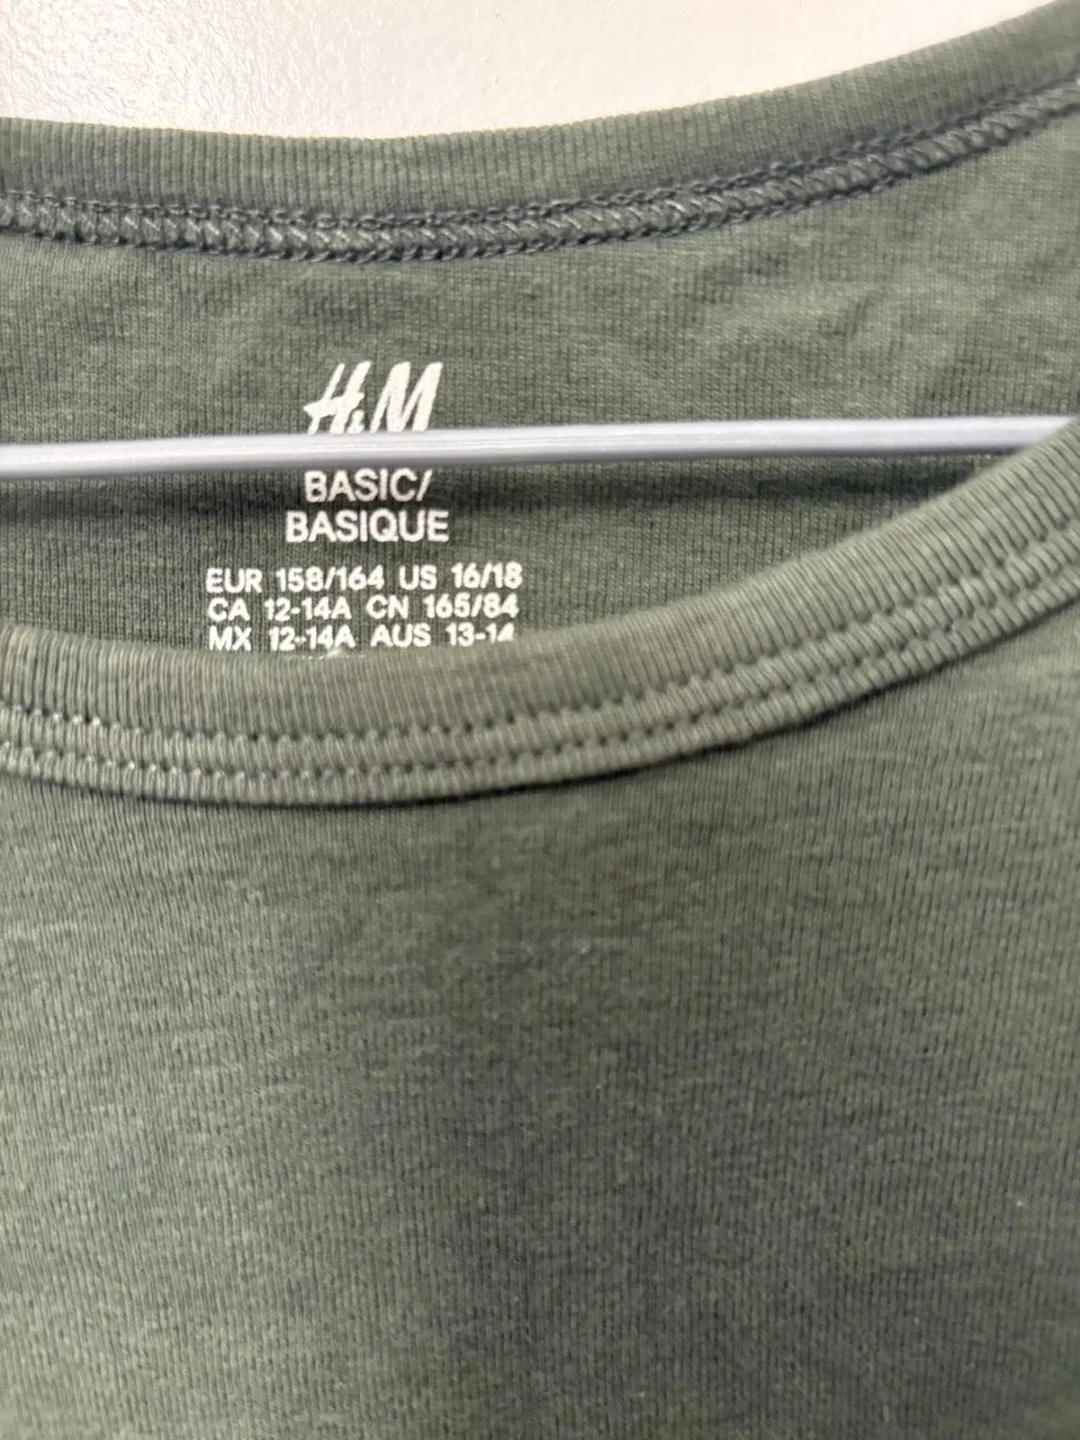 H&M
BASIC/
BASIQUE
EUR 158/164 US 16/18
CA 12-14A CN 165/84
MX 12-14A AUS 13-14